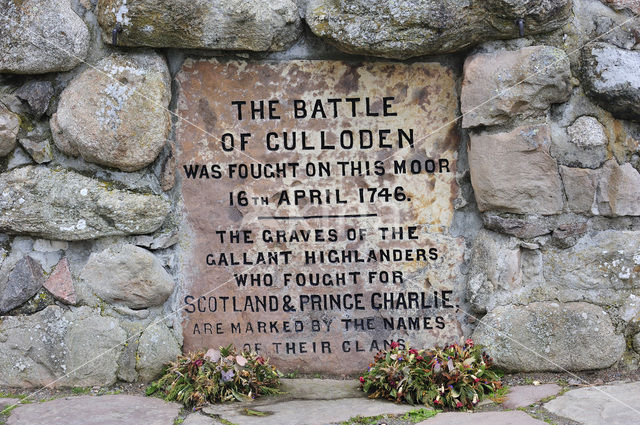 THE BATTLE
OF CULLODEN
WAS FOUGHT ON THIS MOOR
16TH APRIL 1746.
THE GRAVES OF THE
GALLANT HIGHLANDERS
WHO FOUGHT FOR
SCOTLAND & PRINCE CHARLIE.
ARE MARKED BY THE NAMES
OF THEIR CLANS.